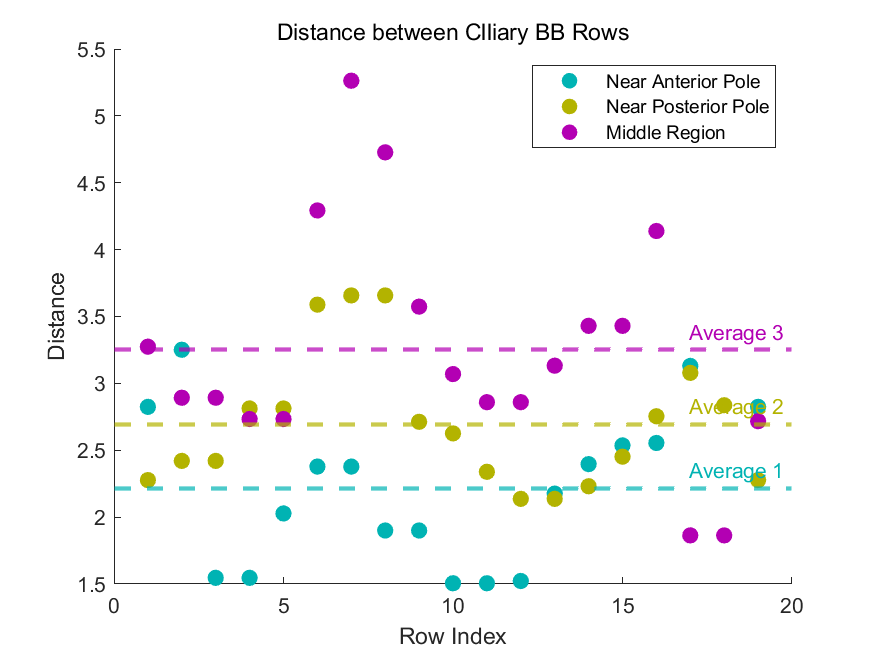 Distance between CIliary BB Rows
Near Anterior Pole
Near Posterior Pole
Middle Region
5.5
5
4.5
4
3.5
3
2.5
2
1.5
Distance
Average 3
Average 2
Average 1
0
5
10
15
20
Row Index